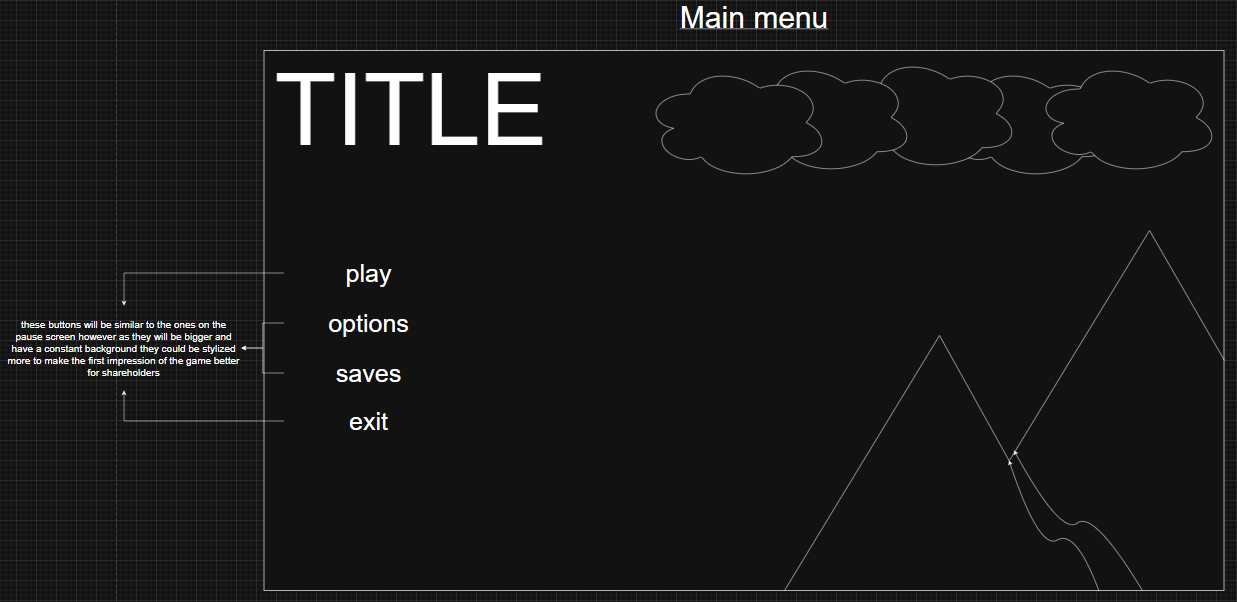 Main menu
TITLE
play
options
saves
exit
these buttons will be similar to the ones on the
pause screen however as they will be bigger and
have a constant background they could be stylized
more to make the first impression of the game better
for shareholders